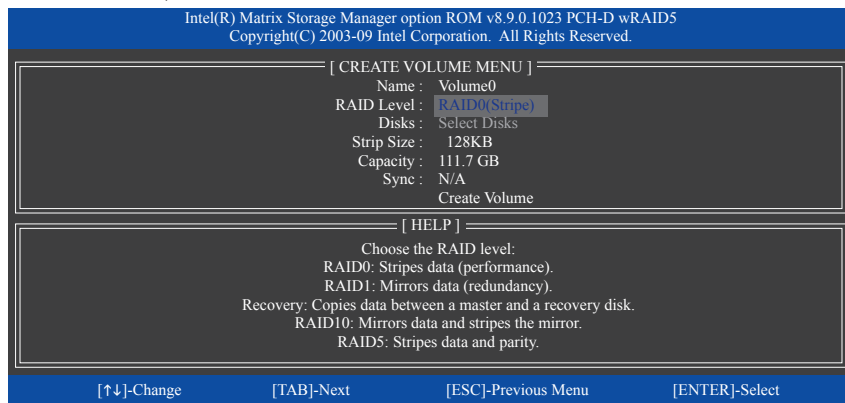 Intel(R) Matrix Storage Manager option ROM v8.9.0.1023 PCH-D wRAID5
Copyright(C) 2003-09 Intel Corporation. All Rights Reserved.
[ CREATE VOLUME MENU ]
Name : Volume0
RAID Level : RAID0(Stripe)
Disks : Select Disks
Strip Size : 128KB
Capacity : 111.7 GB
Sync : N/A
Create Volume
[ HELP ]
Choose the RAID level:
RAID0: Stripes data (performance).
RAID1: Mirrors data (redundancy).
Recovery: Copies data between a master and a recovery disk.
RAID10: Mirrors data and stripes the mirror.
RAID5: Stripes data and parity.
[↑↓]-Change [TAB]-Next [ESC]-Previous Menu [ENTER]-Select